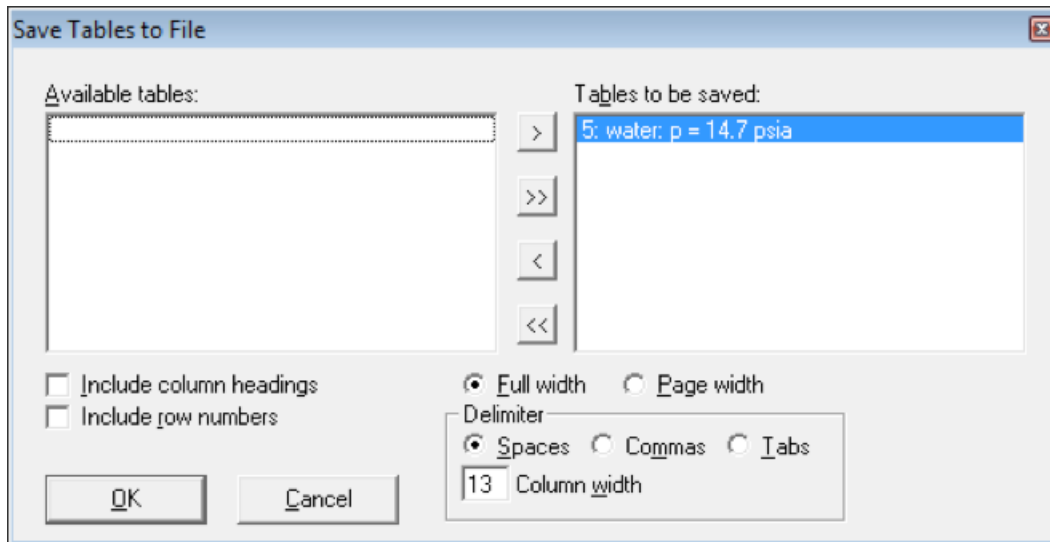 Save Tables to File
Available tables:
Tables to be saved:
5: water: p = 14.7 psia
>
>>
<
<<
Include column headings
Include row numbers
Full width
Page width
Delimiter
Spaces
Commas
Tabs
13
Column width
OK
Cancel